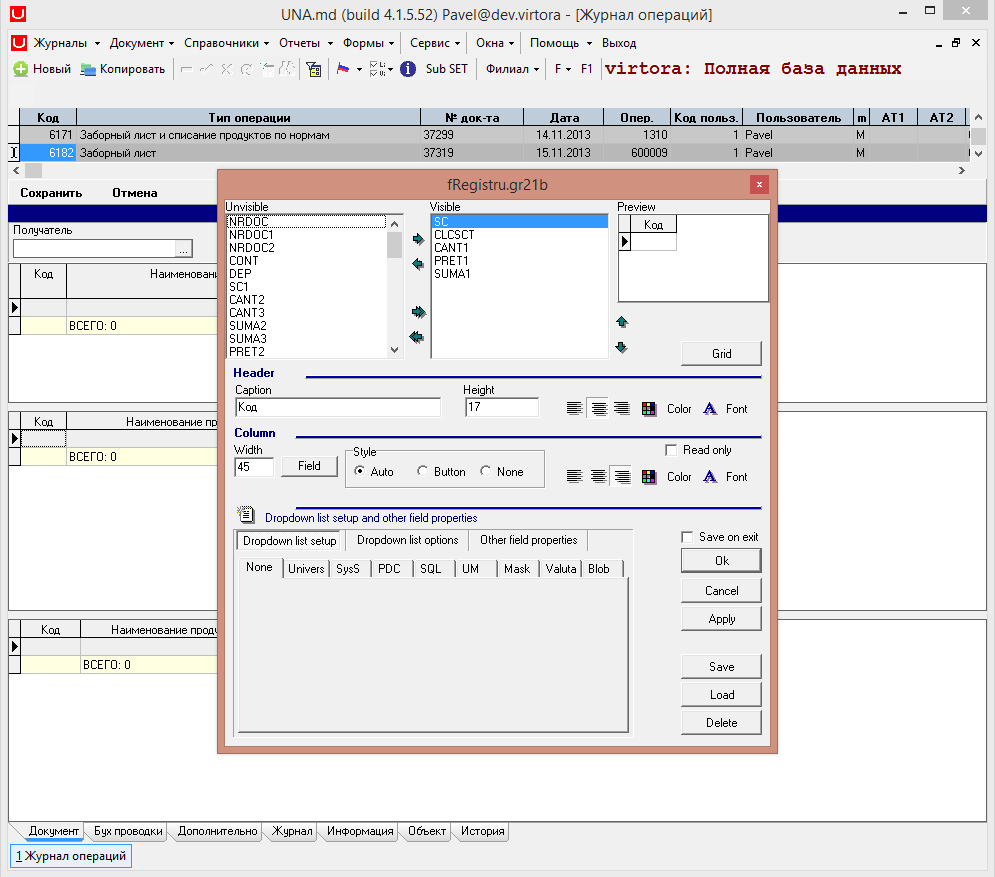 UNA.md (build 4.1.5.52) Pavel@dev.virtora - [Журнал операций]
Журналы Документ Справочники Отчеты Формы Сервис Окна Помощь Выход
Новый Копировать Sub SET Филиал F F1 virtora: Полная база данных
Код Тип операции № док-та Дата Опер. Код польз. Пользователь m AT1 AT2
6171 Заборный лист и списание продуктов по нормам 37299 14.11.2013 1310 1 Pavel M
6182 Заборный лист 37319 15.11.2013 600009 1 Pavel M
Сохранить Отмена
Получатель
...
Код Наименовани
ВСЕГО: 0
Код Наименование пр
ВСЕГО: 0
Код Наименование проду
ВСЕГО: 0
fRegistru.gr21b
Unvisible Visible Preview
NRDOC
NRDOC1
NRDOC2
CONT
DEP
SC1
CANT2
CANT3
SUMA2
SUMA3
PRET2
SC
CLCSCT
CANT1
PRET1
SUMA1
Код
Grid
Header
Caption Height
Код 17 Color A Font
Column
Width Style Read only
45 Field Auto Button None Color A Font
Dropdown list setup and other field properties
Dropdown list setup Dropdown list options Other field properties
None Univers SysS PDC SQL UM Mask Valuta Blob
Save on exit
Ok
Cancel
Apply
Save
Load
Delete
Документ Бух проводки Дополнительно Журнал Информация Объект История
1 Журнал операций